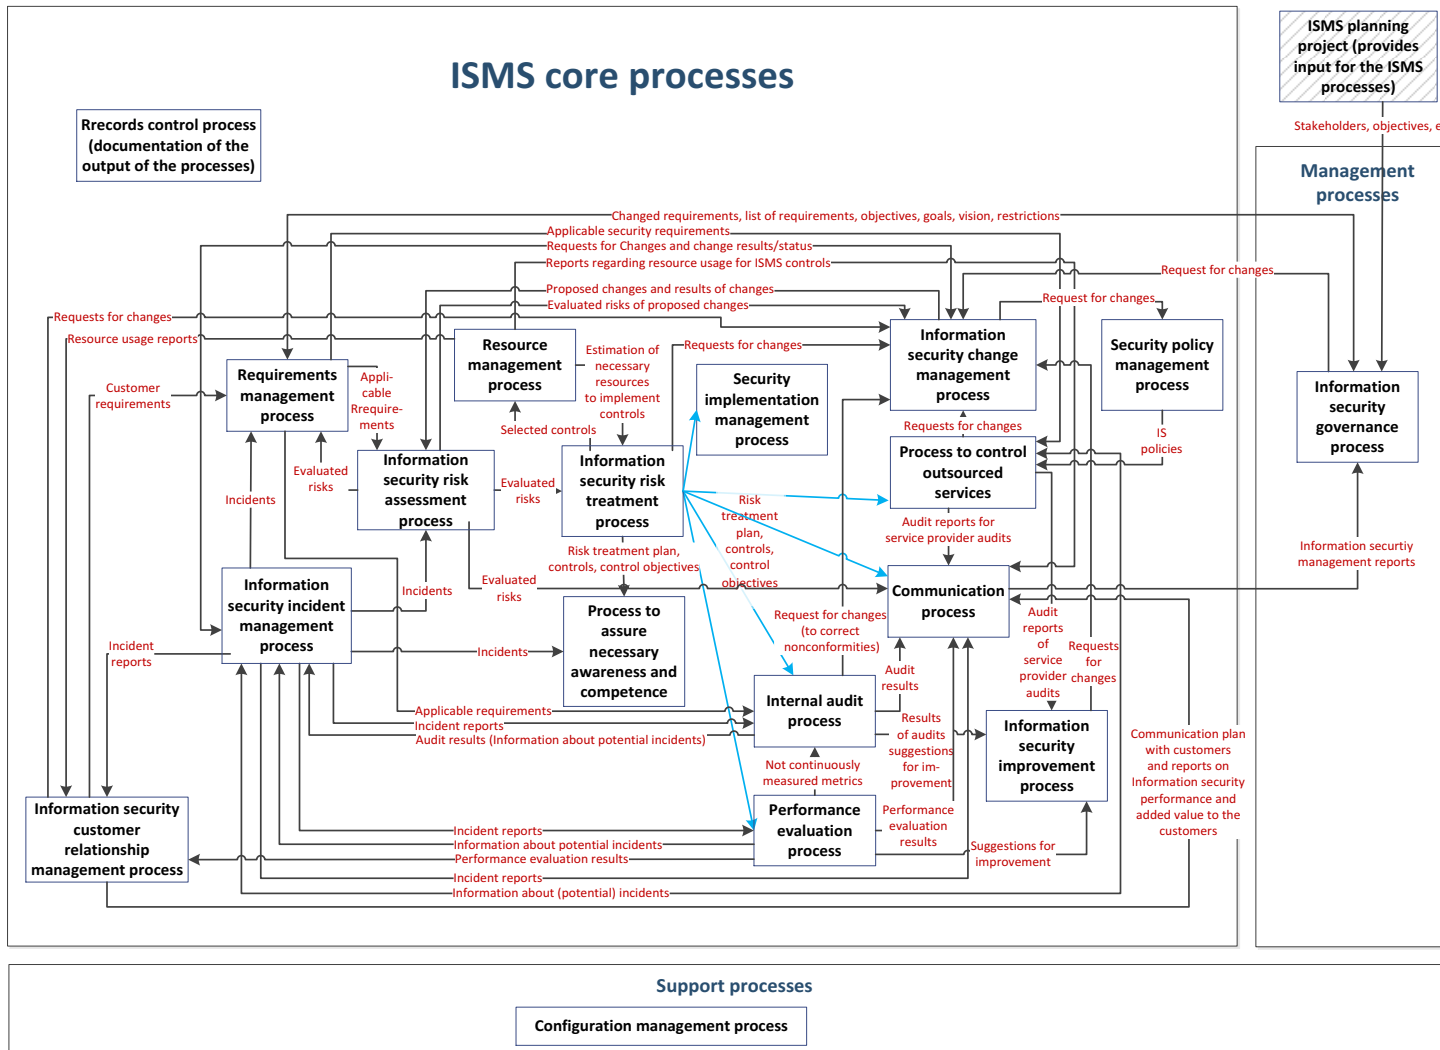 ISMS core processes
ISMS planning
project (provides
input for the ISMS
processes)
Rrecords control process
(documentation of the
output of the processes)
Stakeholders, objectives, e
Management
processes
Changed requirements, list of requirements, objectives, goals, vision, restrictions
Applicable security requirements
Requests for Changes and change results/status
Reports regarding resource usage for ISMS controls
Request for changes
Proposed changes and results of changes
Evaluated risks of proposed changes
Request for changes
Requests for changes
Resource usage reports
Resource
management
process
Estimation of
necessary
resources
to implement
controls
Requests for changes
Information
security change
management
process
Security policy
management
process
Requirements
management
process
Customer
requirements
Appli-
cable
Rrequire-
ments
Security
implementation
management
process
Information
security
governance
process
Selected controls
Requests for changes
IS
policies
Evaluated
risks
Information
security risk
assessment
process
Evaluated
risks
Information
security risk
treatment
process
Process to control
outsourced
services
Incidents
Risk
treatment
plan,
controls,
control
objectives
Audit reports for
service provider audits
Risk treatment plan,
controls, control objectives
Information securtiy
management reports
Information
security incident
management
process
Incidents
Evaluated
risks
Communication
process
Process to
assure
necessary
awareness and
competence
Request for changes
(to correct
nonconformities)
Audit
reports
of
service
provider
audits
Requests
for
changes
Incident
reports
Incidents
Audit
results
Internal audit
process
Applicable requirements
Incident reports
Audit results (Information about potential incidents)
Results
of audits
suggestions
for im-
provement
Information
security
improvement
process
Communication plan
with customers
and reports on
Information security
performance and
added value to the
customers
Not continuously
measured metrics
Information security
customer
relationship
management process
Performance
evaluation
process
Performance
evaluation
results
Incident reports
Information about potential incidents
Performance evaluation results
Suggestions for
improvement
Incident reports
Information about (potential) incidents
Support processes
Configuration management process